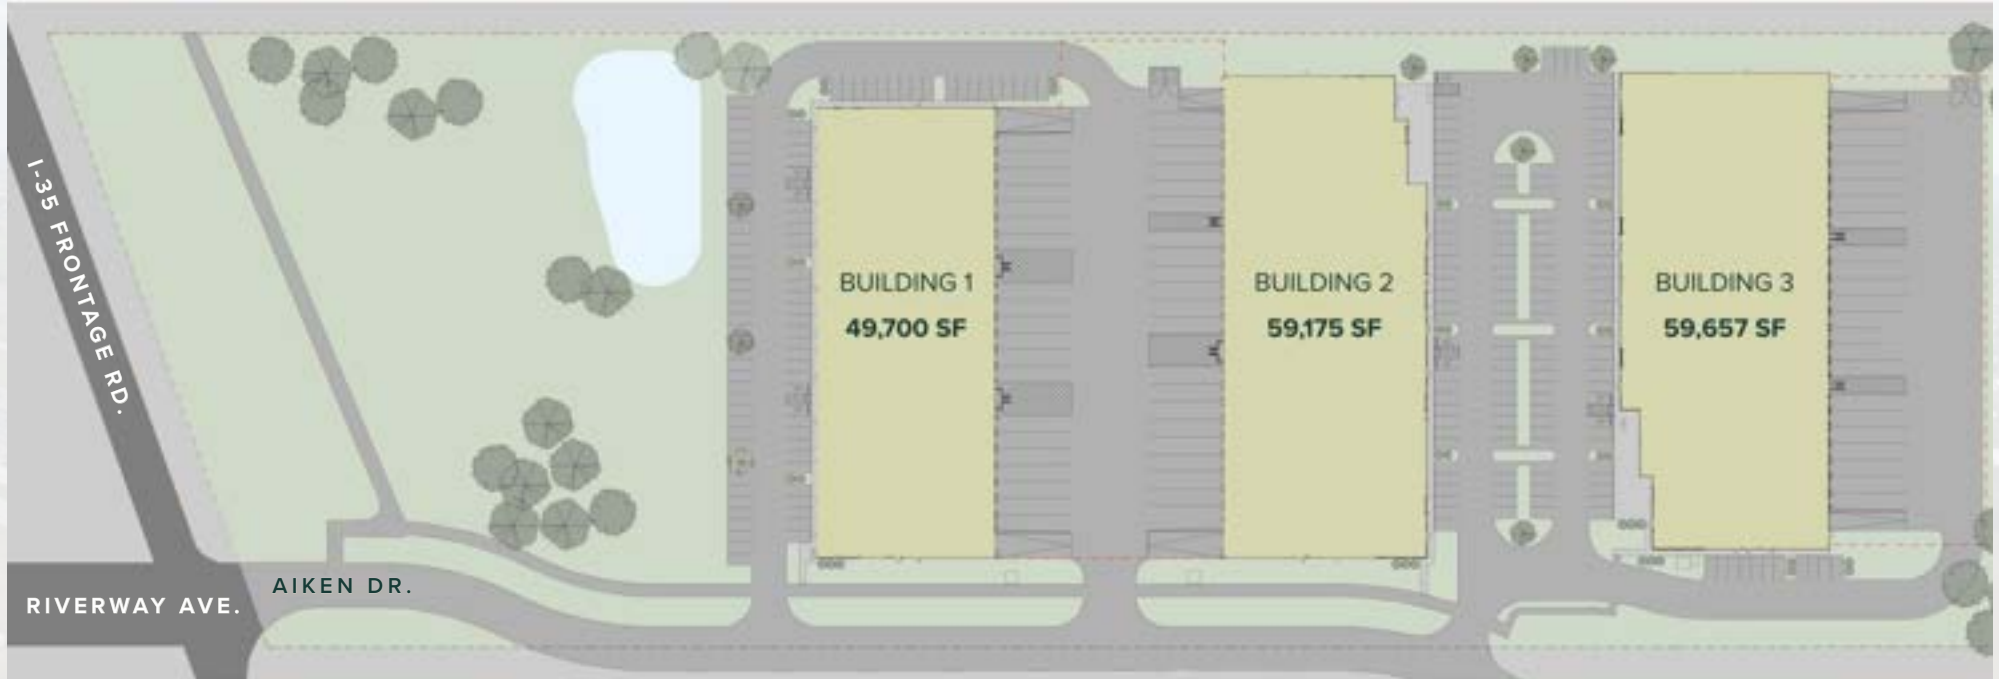 I-35 FRONTAGE RD.
BUILDING 1
49,700 SF
BUILDING 2
59,175 SF
BUILDING 3
59,657 SF
AIKEN DR.
RIVERWAY AVE.